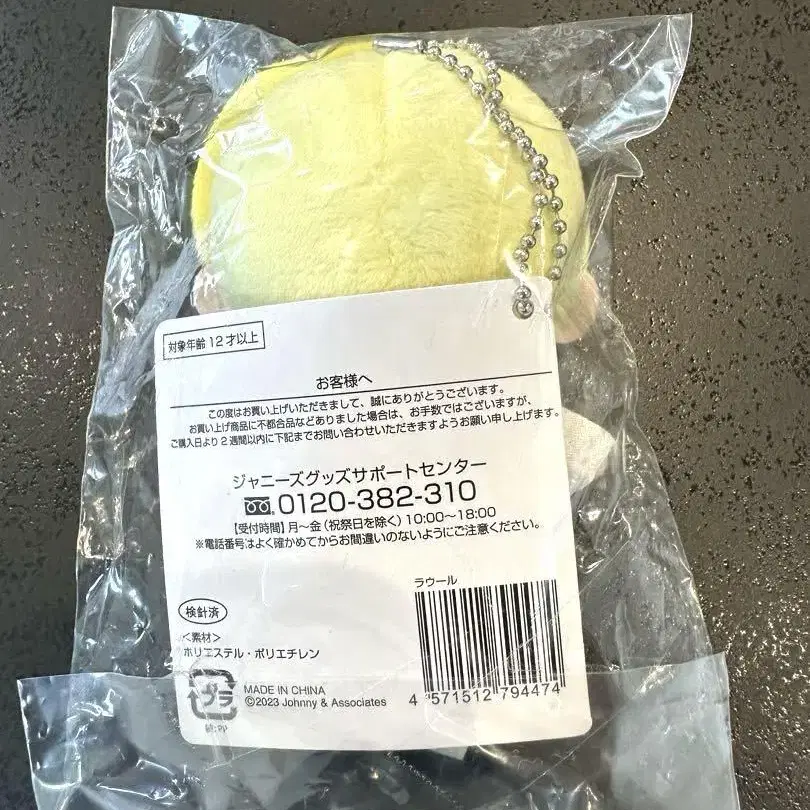 対象年齢12才以上
お客様へ
この度はお買い上げいただきまして、誠にありがとうございます。
お買い上げ商品に不都合品などありました場合は、お手数ではございますが、
ご購入日より2週間以内に下記までお問い合わせいただきますようお願い申し上げます。
ジャニーズグッズサポートセンター
0120-382-310
【受付時間】月〜金(祝祭日を除く)10:00〜18:00
※電話番号はよく確かめてからお間違いのないようにご注意ください。
ラウール
検針済
<素材>
ポリエステル・ポリエチレン
プラ
MADE IN CHINA
©2023 Johnny & Associates
4 571512 794474